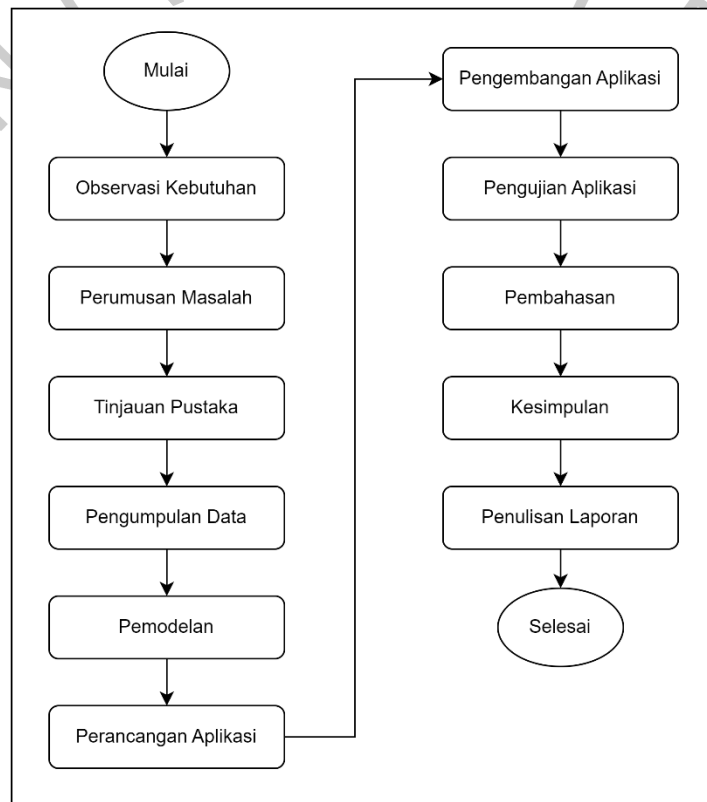 Mulai
Observasi Kebutuhan
Perumusan Masalah
Tinjauan Pustaka
Pengumpulan Data
Pemodelan
Perancangan Aplikasi
Pengembangan Aplikasi
Pengujian Aplikasi
Pembahasan
Kesimpulan
Penulisan Laporan
Selesai